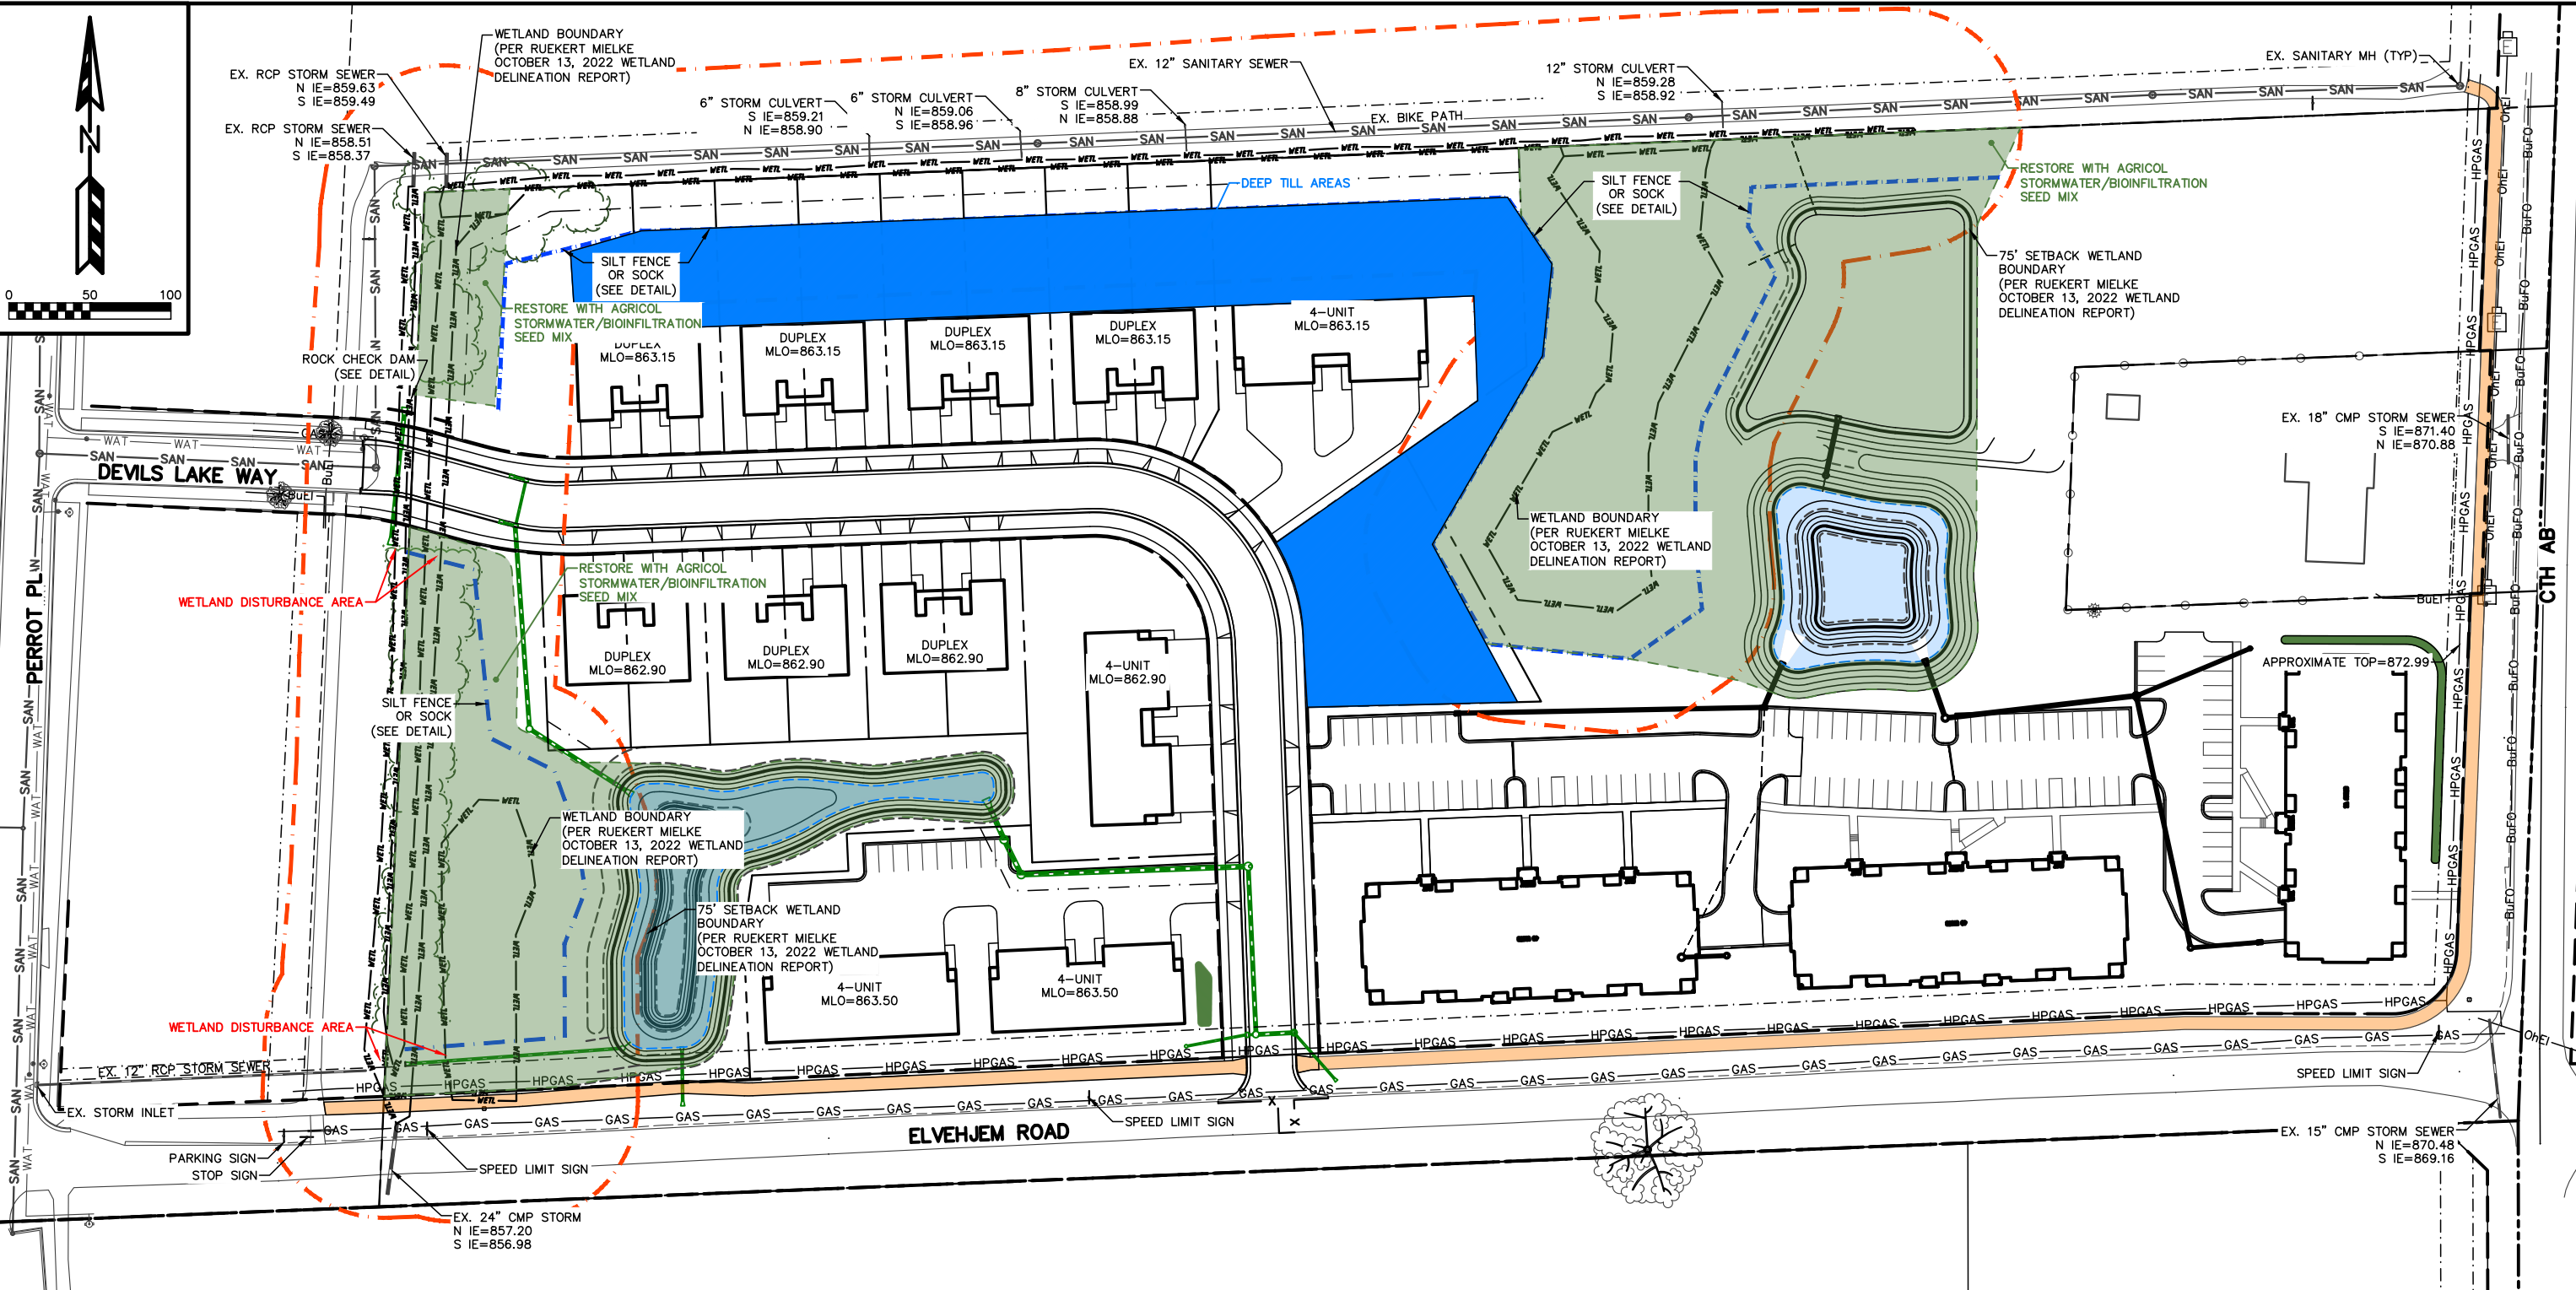 WETLAND BOUNDARY
(PER RUEKERT MIELKE
OCTOBER 13, 2022 WETLAND
DELINEATION REPORT)
EX. RCP STORM SEWER
N IE=859.63
S IE=859.49
EX. RCP STORM SEWER
N IE=858.51
S IE=858.37
6" STORM CULVERT
S IE=859.21
N IE=858.90
6" STORM CULVERT
N IE=859.06
S IE=858.96
8" STORM CULVERT
S IE=858.99
N IE=858.88
EX. 12" SANITARY SEWER
12" STORM CULVERT
N IE=859.28
S IE=858.92
EX. BIKE PATH
EX. SANITARY MH (TYP)
N
0 50 100
DEEP TILL AREAS
SILT FENCE
OR SOCK
(SEE DETAIL)
RESTORE WITH AGRICOL
STORMWATER/BIOINFILTRATION
SEED MIX
75' SETBACK WETLAND
BOUNDARY
(PER RUEKERT MIELKE
OCTOBER 13, 2022 WETLAND
DELINEATION REPORT)
SILT FENCE
OR SOCK
(SEE DETAIL)
RESTORE WITH AGRICOL
STORMWATER/BIOINFILTRATION
SEED MIX
ROCK CHECK DAM
(SEE DETAIL)
DUPLEX
MLO=863.15
DUPLEX
MLO=863.15
DUPLEX
MLO=863.15
DUPLEX
MLO=863.15
4-UNIT
MLO=863.15
EX. 18" CMP STORM SEWER
S IE=871.40
N IE=870.88
DEVILS LAKE WAY
PERROT PLN
CTH AB
WETLAND BOUNDARY
(PER RUEKERT MIELKE
OCTOBER 13, 2022 WETLAND
DELINEATION REPORT)
RESTORE WITH AGRICOL
STORMWATER/BIOINFILTRATION
SEED MIX
WETLAND DISTURBANCE AREA
DUPLEX
MLO=862.90
DUPLEX
MLO=862.90
DUPLEX
MLO=862.90
4-UNIT
MLO=862.90
APPROXIMATE TOP=872.99
SILT FENCE
OR SOCK
(SEE DETAIL)
WETLAND BOUNDARY
(PER RUEKERT MIELKE
OCTOBER 13, 2022 WETLAND
DELINEATION REPORT)
75' SETBACK WETLAND
BOUNDARY
(PER RUEKERT MIELKE
OCTOBER 13, 2022 WETLAND
DELINEATION REPORT)
4-UNIT
MLO=863.50
4-UNIT
MLO=863.50
WETLAND DISTURBANCE AREA
EX. 12" RCP STORM SEWER
EX. STORM INLET
PARKING SIGN
STOP SIGN
SPEED LIMIT SIGN
SPEED LIMIT SIGN
SPEED LIMIT SIGN
ELVEHJEM ROAD
EX. 24" CMP STORM
N IE=857.20
S IE=856.98
EX. 15" CMP STORM SEWER
N IE=870.48
S IE=869.16